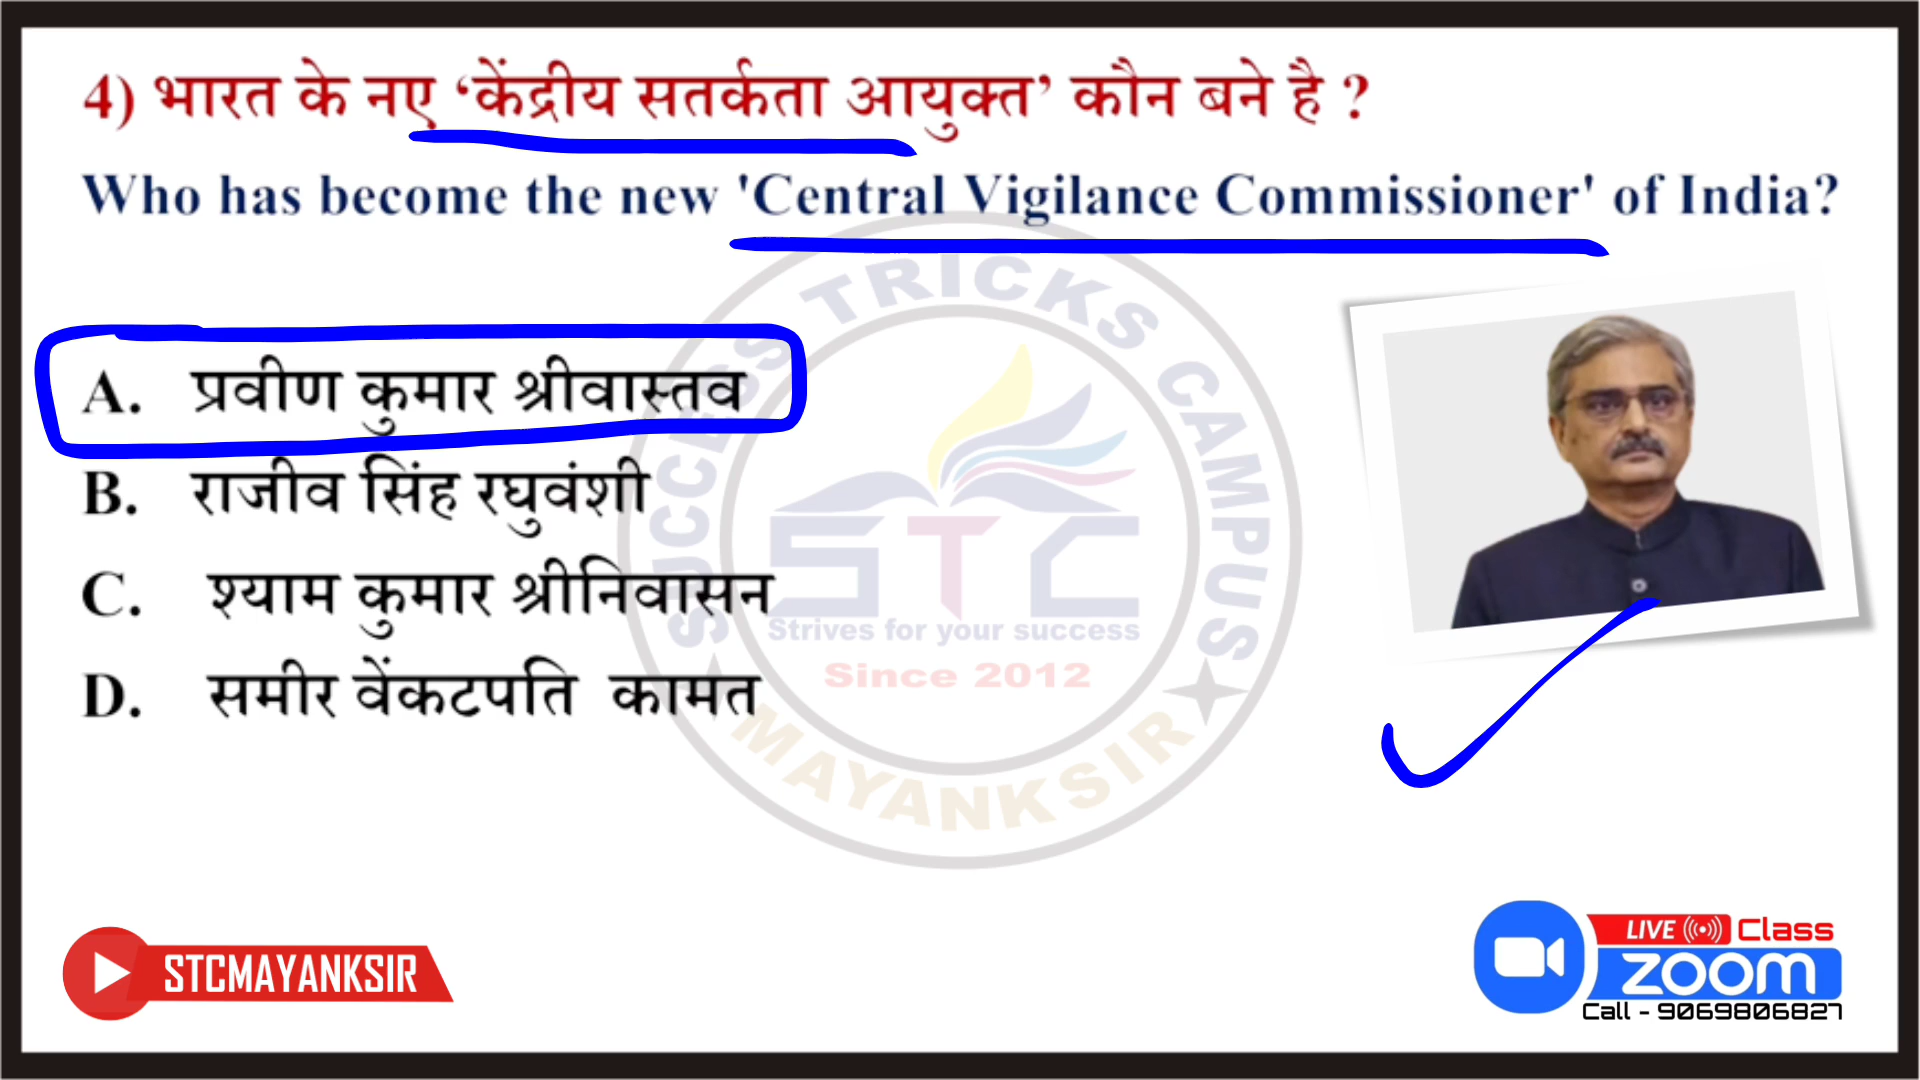 4) भारत के नए ‘केंद्रीय सतर्कता आयुक्त’ कौन बने है ?
Who has become the new 'Central Vigilance Commissioner' of India?
A. प्रवीण कुमार श्रीवास्तव
B. राजीव सिंह रघुवंशी
C. श्याम कुमार श्रीनिवासन
D. समीर वेंकटपति कामत
SUCCESS TRICKS CAMPUS
STC
Strives for your success
Since 2012
MAYANKSIR
STCMAYANKSIR
LIVE Class
zoom
Call - 9069806827